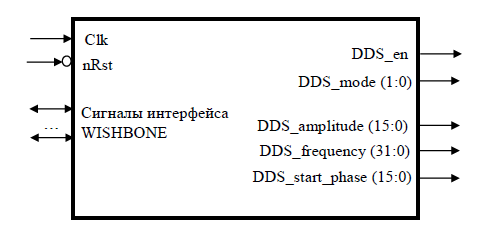 Clk
nRst
Сигналы интерфейса
...
WISHBONE
DDS_en
DDS_mode (1:0)
DDS_amplitude (15:0)
DDS_frequency (31:0)
DDS_start_phase (15:0)